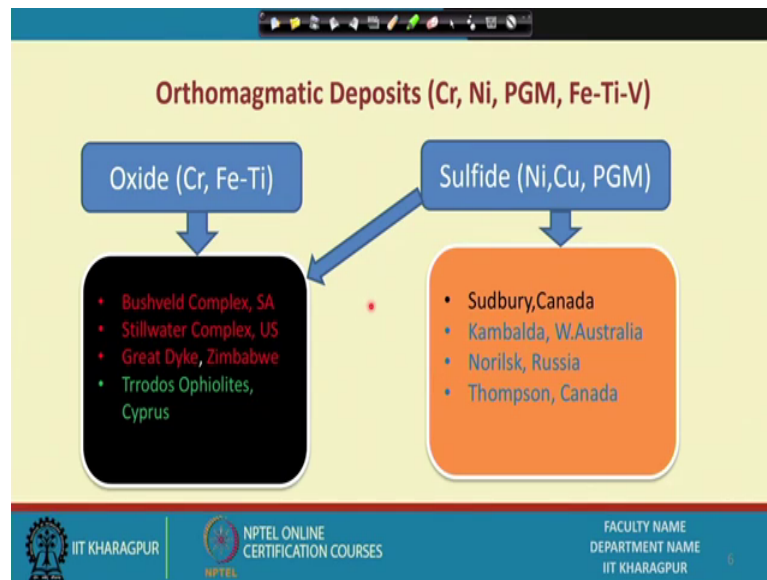 Orthomagmatic Deposits (Cr, Ni, PGM, Fe-Ti-V)
Oxide (Cr, Fe-Ti)
Sulfide (Ni,Cu, PGM)
• Bushveld Complex, SA
• Stillwater Complex, US
• Great Dyke, Zimbabwe
• Trrodos Ophiolites,
Cyprus
• Sudbury,Canada
• Kambalda, W.Australia
• Norilsk, Russia
• Thompson, Canada
IIT KHARAGPUR
NPTEL
NPTEL ONLINE
CERTIFICATION COURSES
FACULTY NAME
DEPARTMENT NAME
IIT KHARAGPUR
6